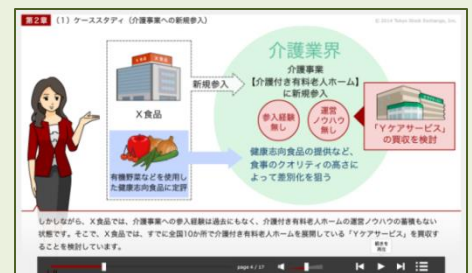 第2章 (1)ケーススタディ(介護事業への新規参入)
© 2014 Tokyo Stock Exchange, Inc.
介護業界
介護事業
【介護付き有料老人ホーム】
に新規参入
新規参入
X食品
参入経験
無し
運営
ノウハウ
無し
「Yケアサービス」
の買収を検討
有機野菜などを使用し
た健康志向食品に定評
健康志向食品の提供など、
食事のクオリティの高さに
よって差別化を狙う
しかしながら、X食品では、介護事業への参入経験は過去にもなく、介護付き有料老人ホームの運営ノウハウの蓄積もない
状態です。そこで、X食品は、すでに全国10か所で介護付き有料老人ホームを展開している「Yケアサービス」を買収す
ることを検討しています。
page 4 / 17